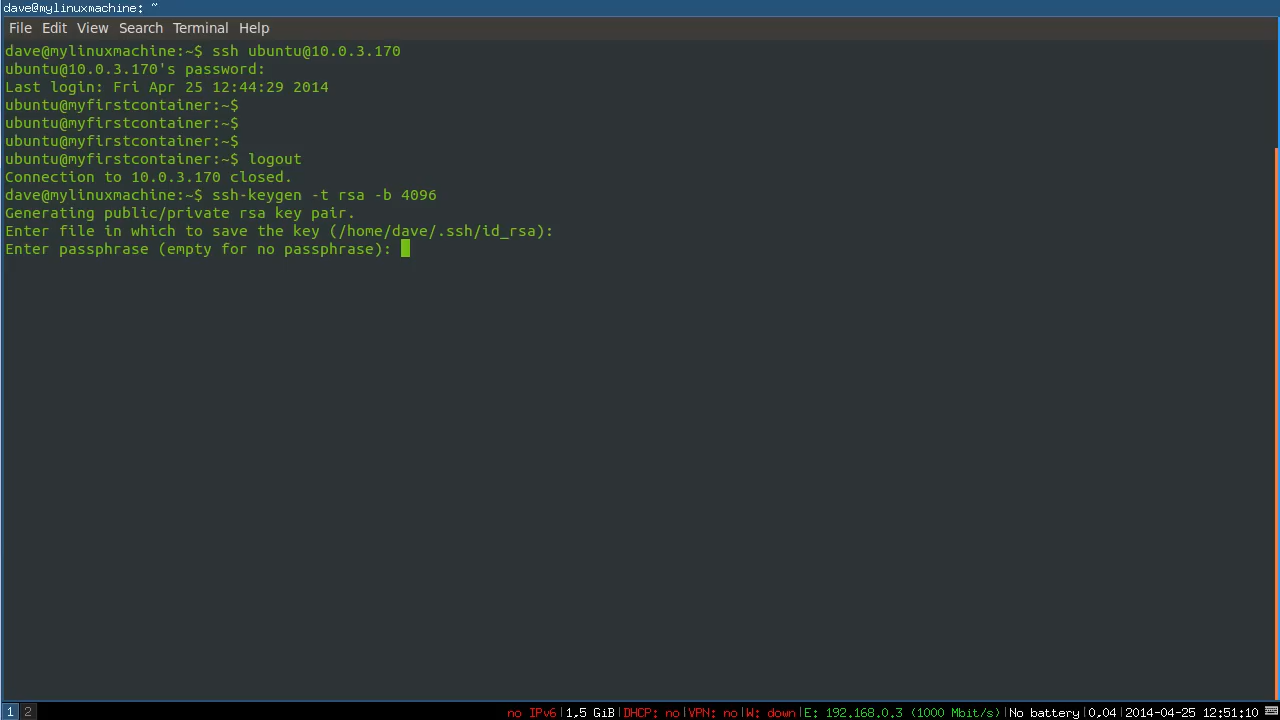 dave@mylinuxmachine: ~
File Edit View Search Terminal Help
dave@mylinuxmachine:~$ ssh ubuntu@10.0.3.170
ubuntu@10.0.3.170's password:
Last login: Fri Apr 25 12:44:29 2014
ubuntu@myfirstcontainer:~$
ubuntu@myfirstcontainer:~$
ubuntu@myfirstcontainer:~$
ubuntu@myfirstcontainer:~$ logout
Connection to 10.0.3.170 closed.
dave@mylinuxmachine:~$ ssh-keygen -t rsa -b 4096
Generating public/private rsa key pair.
Enter file in which to save the key (/home/dave/.ssh/id_rsa):
Enter passphrase (empty for no passphrase):
1 2 no IPv6|1,5 GiB|DHCP: no|VPN: no|W: down|E: 192.168.0.3 (1000 Mbit/s)|No battery|0.04|2014-04-25 12:51:10